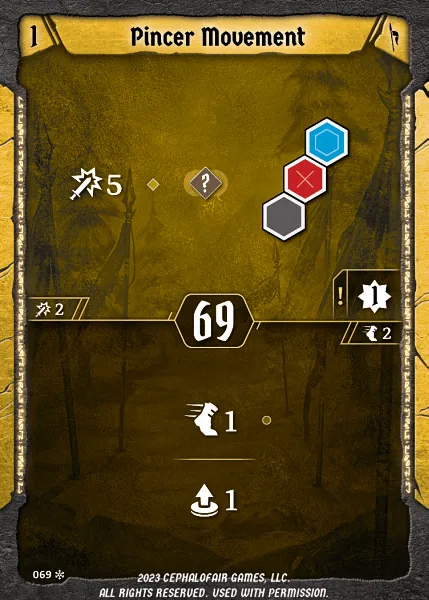 1 Pincer Movement
5 ?
! 1
2 69 2
1
1
069
2023 CEPHALOFAIR GAMES, LLC.
ALL RIGHTS RESERVED. USED WITH PERMISSION.